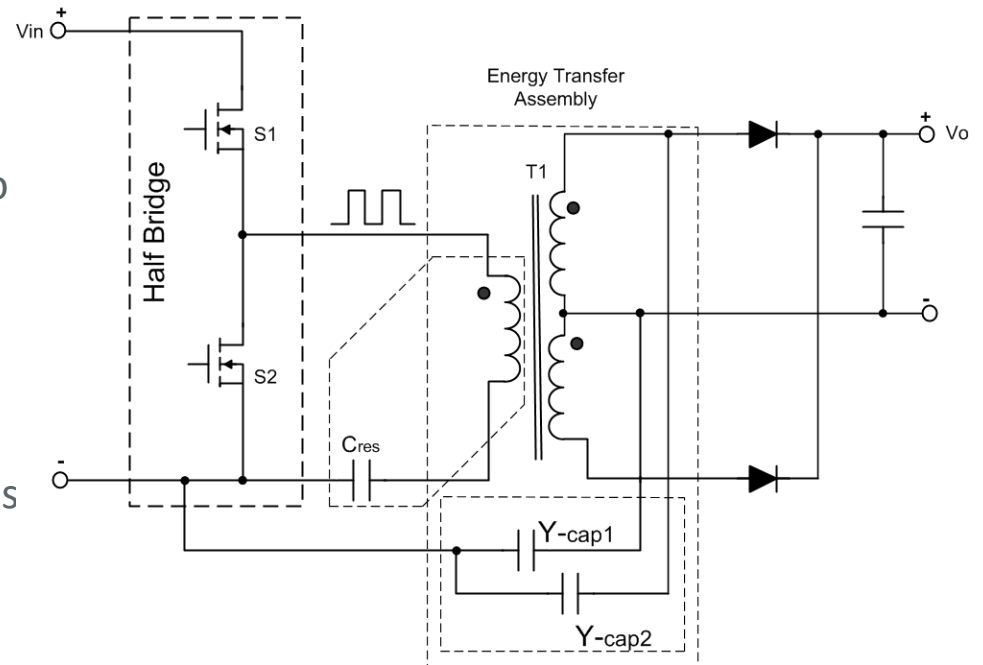 +
Vin
Energy Transfer
Assembly
S1
+
Vo
T1
Half Bridge
-
S2
Cres
-
Y-cap1
Y-cap2